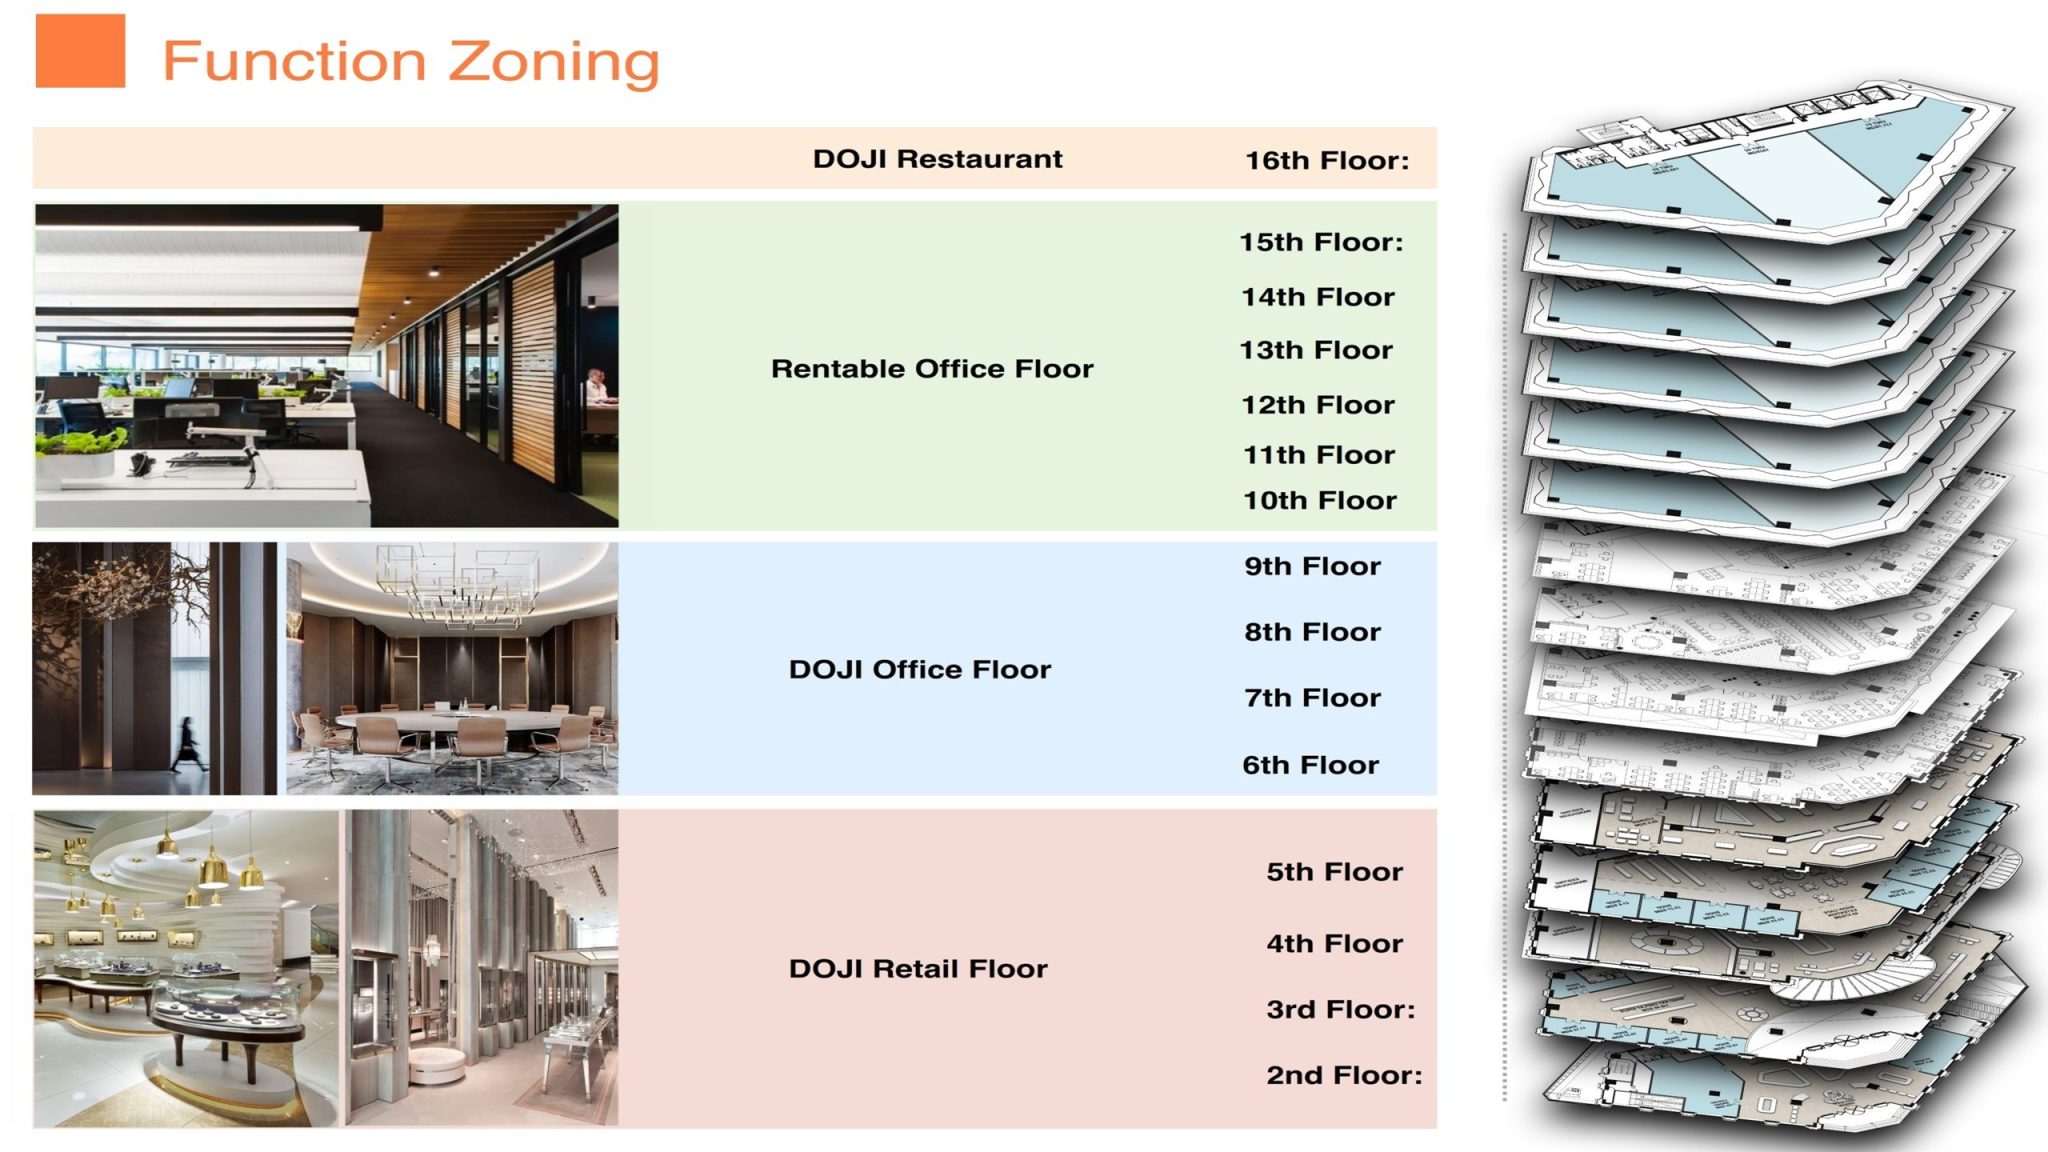 Function Zoning
DOJI Restaurant 16th Floor:
15th Floor:
14th Floor
13th Floor
Rentable Office Floor
12th Floor
11th Floor
10th Floor
9th Floor
8th Floor
DOJI Office Floor
7th Floor
6th Floor
5th Floor
4th Floor
DOJI Retail Floor
3rd Floor:
2nd Floor: